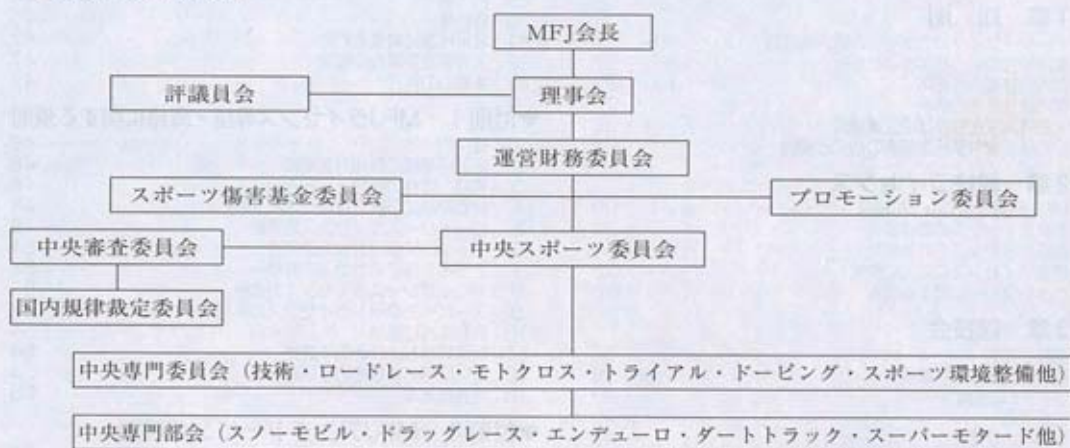 MFJ会長
評議員会
理事会
運営財務委員会
スポーツ傷害基金委員会
プロモーション委員会
中央審査委員会
中央スポーツ委員会
国内規律裁定委員会
中央専門委員会（技術・ロードレース・モトクロス・トライアル・ドーピング・スポーツ環境整備他）
中央専門部会（スノーモビル・ドラッグレース・エンデューロ・ダートトラック・スーパーモタード他）